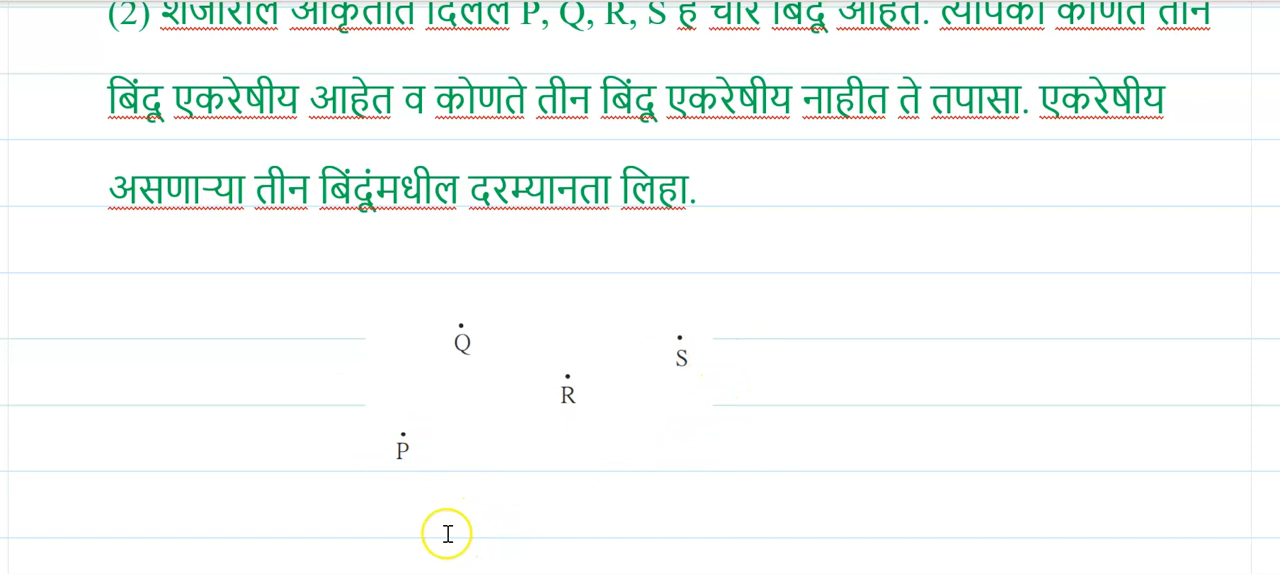 (2) शेजारील आकृतीत दिलेले P, Q, R, S हे चार बिंदू आहेत. त्यापैकी कोणते तीन
बिंदू एकरेषीय आहेत व कोणते तीन बिंदू एकरेषीय नाहीत ते तपासा. एकरेषीय
असणाऱ्या तीन बिंदूंमधील दरम्यानता लिहा.
Q
S
R
P